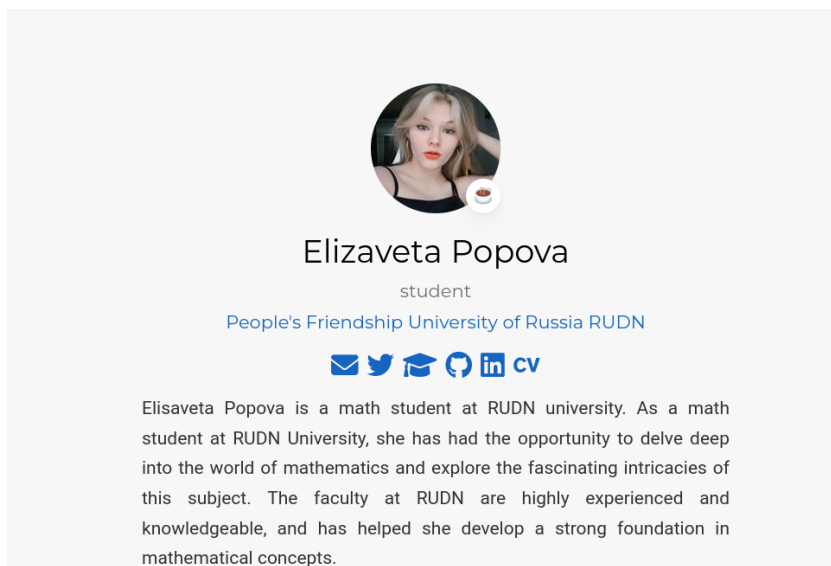 Elizaveta Popova
student
People's Friendship University of Russia RUDN
CV
Elisaveta Popova is a math student at RUDN university. As a math
student at RUDN University, she has had the opportunity to delve deep
into the world of mathematics and explore the fascinating intricacies of
this subject. The faculty at RUDN are highly experienced and
knowledgeable, and has helped she develop a strong foundation in
mathematical concepts.